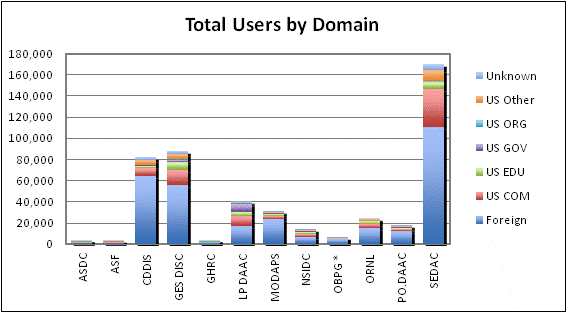 Total Users by Domain
180,000
160,000
140,000
120,000
100,000
80,000
60,000
40,000
20,000
0
ASDC
ASF
CDDIS
GES DISC
GHRC
LP DAAC
MODAPS
NSIDC
OBPG *
ORNL
PO.DAAC
SEDAC
Unknown
US Other
US ORG
US GOV
US EDU
US COM
Foreign